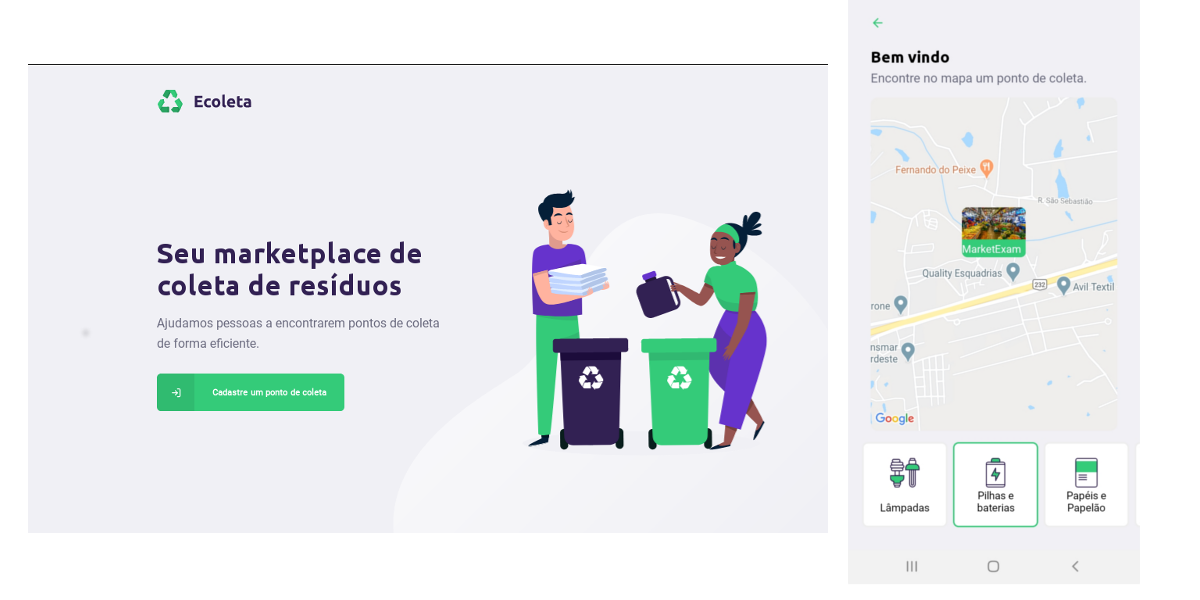 Ecoleta
Seu marketplace de
coleta de resíduos
Ajudamos pessoas a encontrarem pontos de coleta
de forma eficiente.
Cadastre um ponto de coleta
Bem vindo
Encontre no mapa um ponto de coleta.
Fernando do Peixe
R. São Sebastião
MarketExam
Quality Esquadrias
232
Avil Textil
rone
nsmar
rdeste
Google
Lâmpadas
Pilhas e
baterias
Papéis e
Papelão